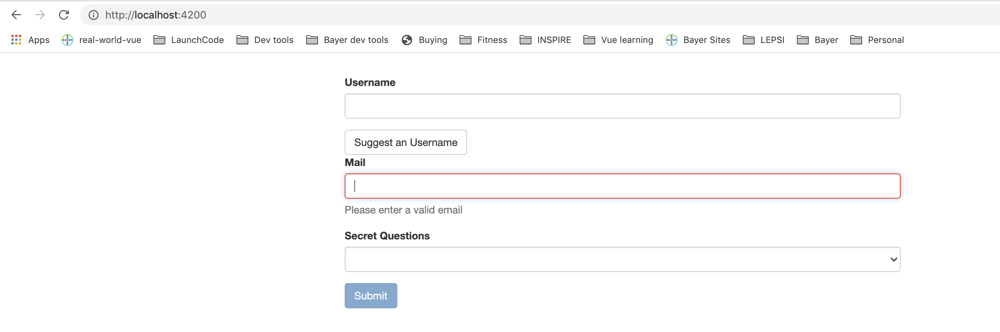 http://localhost:4200
Apps real-world-vue LaunchCode Dev tools Bayer dev tools Buying Fitness INSPIRE Vue learning Bayer Sites LEPSI Bayer Personal
Username
Suggest an Username
Mail
Please enter a valid email
Secret Questions
Submit